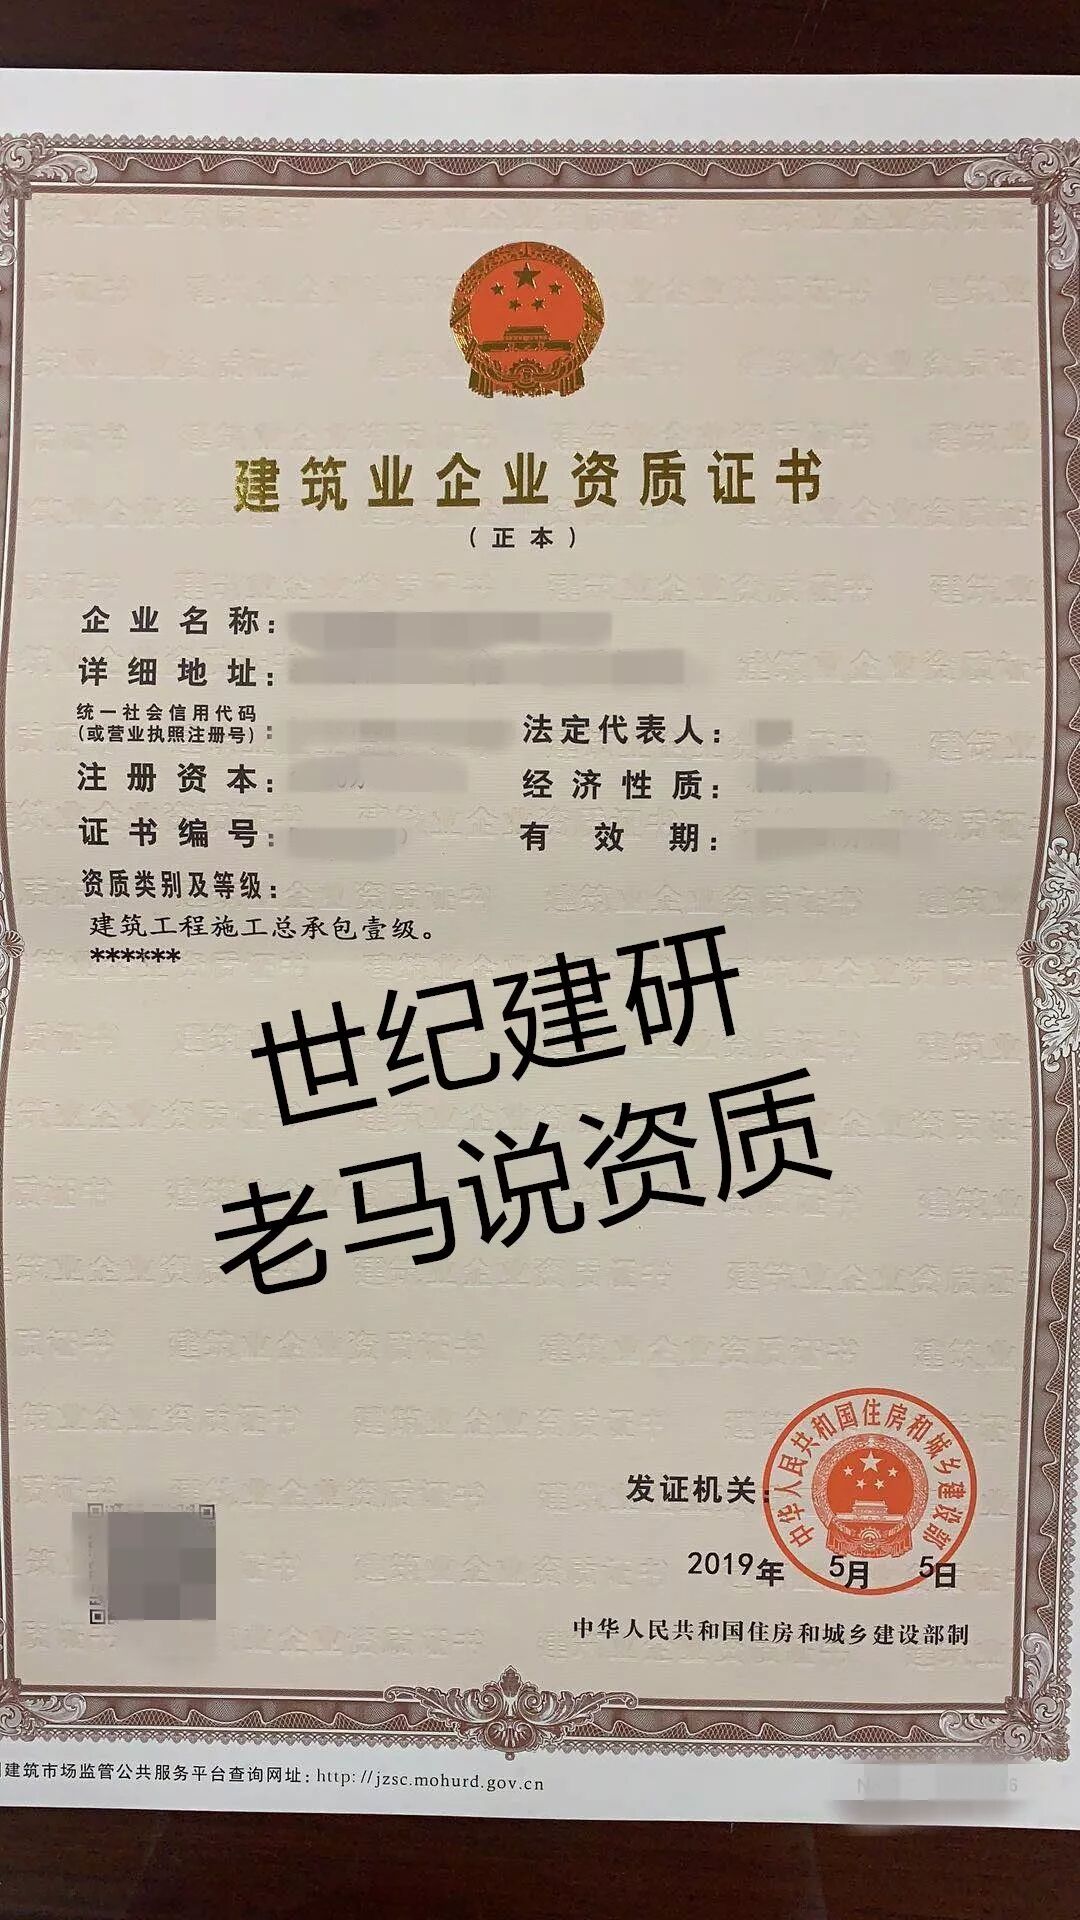 建筑业企业资质证书
(正本)
企业名称:
详细地址:
统一社会信用代码
(或营业执照注册号):
法定代表人:
注册资本:
经济性质:
证书编号:
有效期:
资质类别及等级:
建筑工程施工总承包壹级。
******
世纪建研
老马说资质
中华人民共和国住房和城乡建设部
发证机关:
2019年 5月 5日
中华人民共和国住房和城乡建设部制
建筑市场监管公共服务平台查询网址:http://jzsc.mohurd.gov.cn